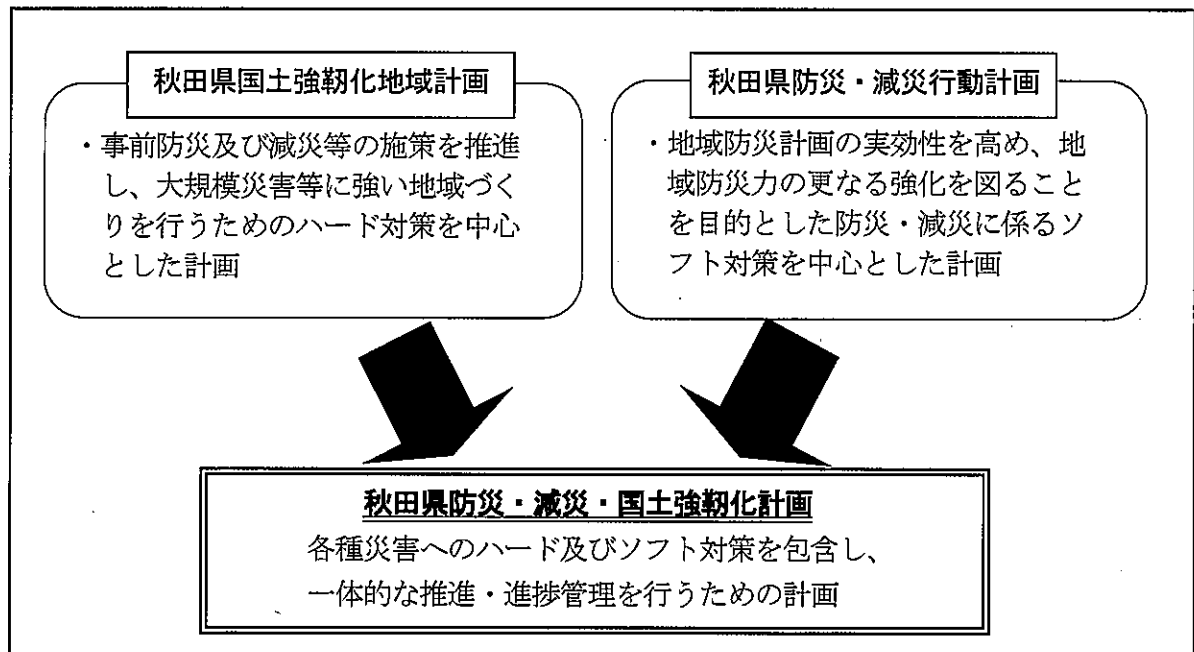 秋田県国土強靭化地域計画
・事前防災及び減災等の施策を推進
し、大規模災害等に強い地域づく
りを行うためのハード対策を中心
とした計画
秋田県防災・減災行動計画
・地域防災計画の実効性を高め、地
域防災力の更なる強化を図ること
を目的とした防災・減災に係るソ
フト対策を中心とした計画
秋田県防災・減災・国土強靭化計画
各種災害へのハード及びソフト対策を包含し、
一体的な推進・進捗管理を行うための計画